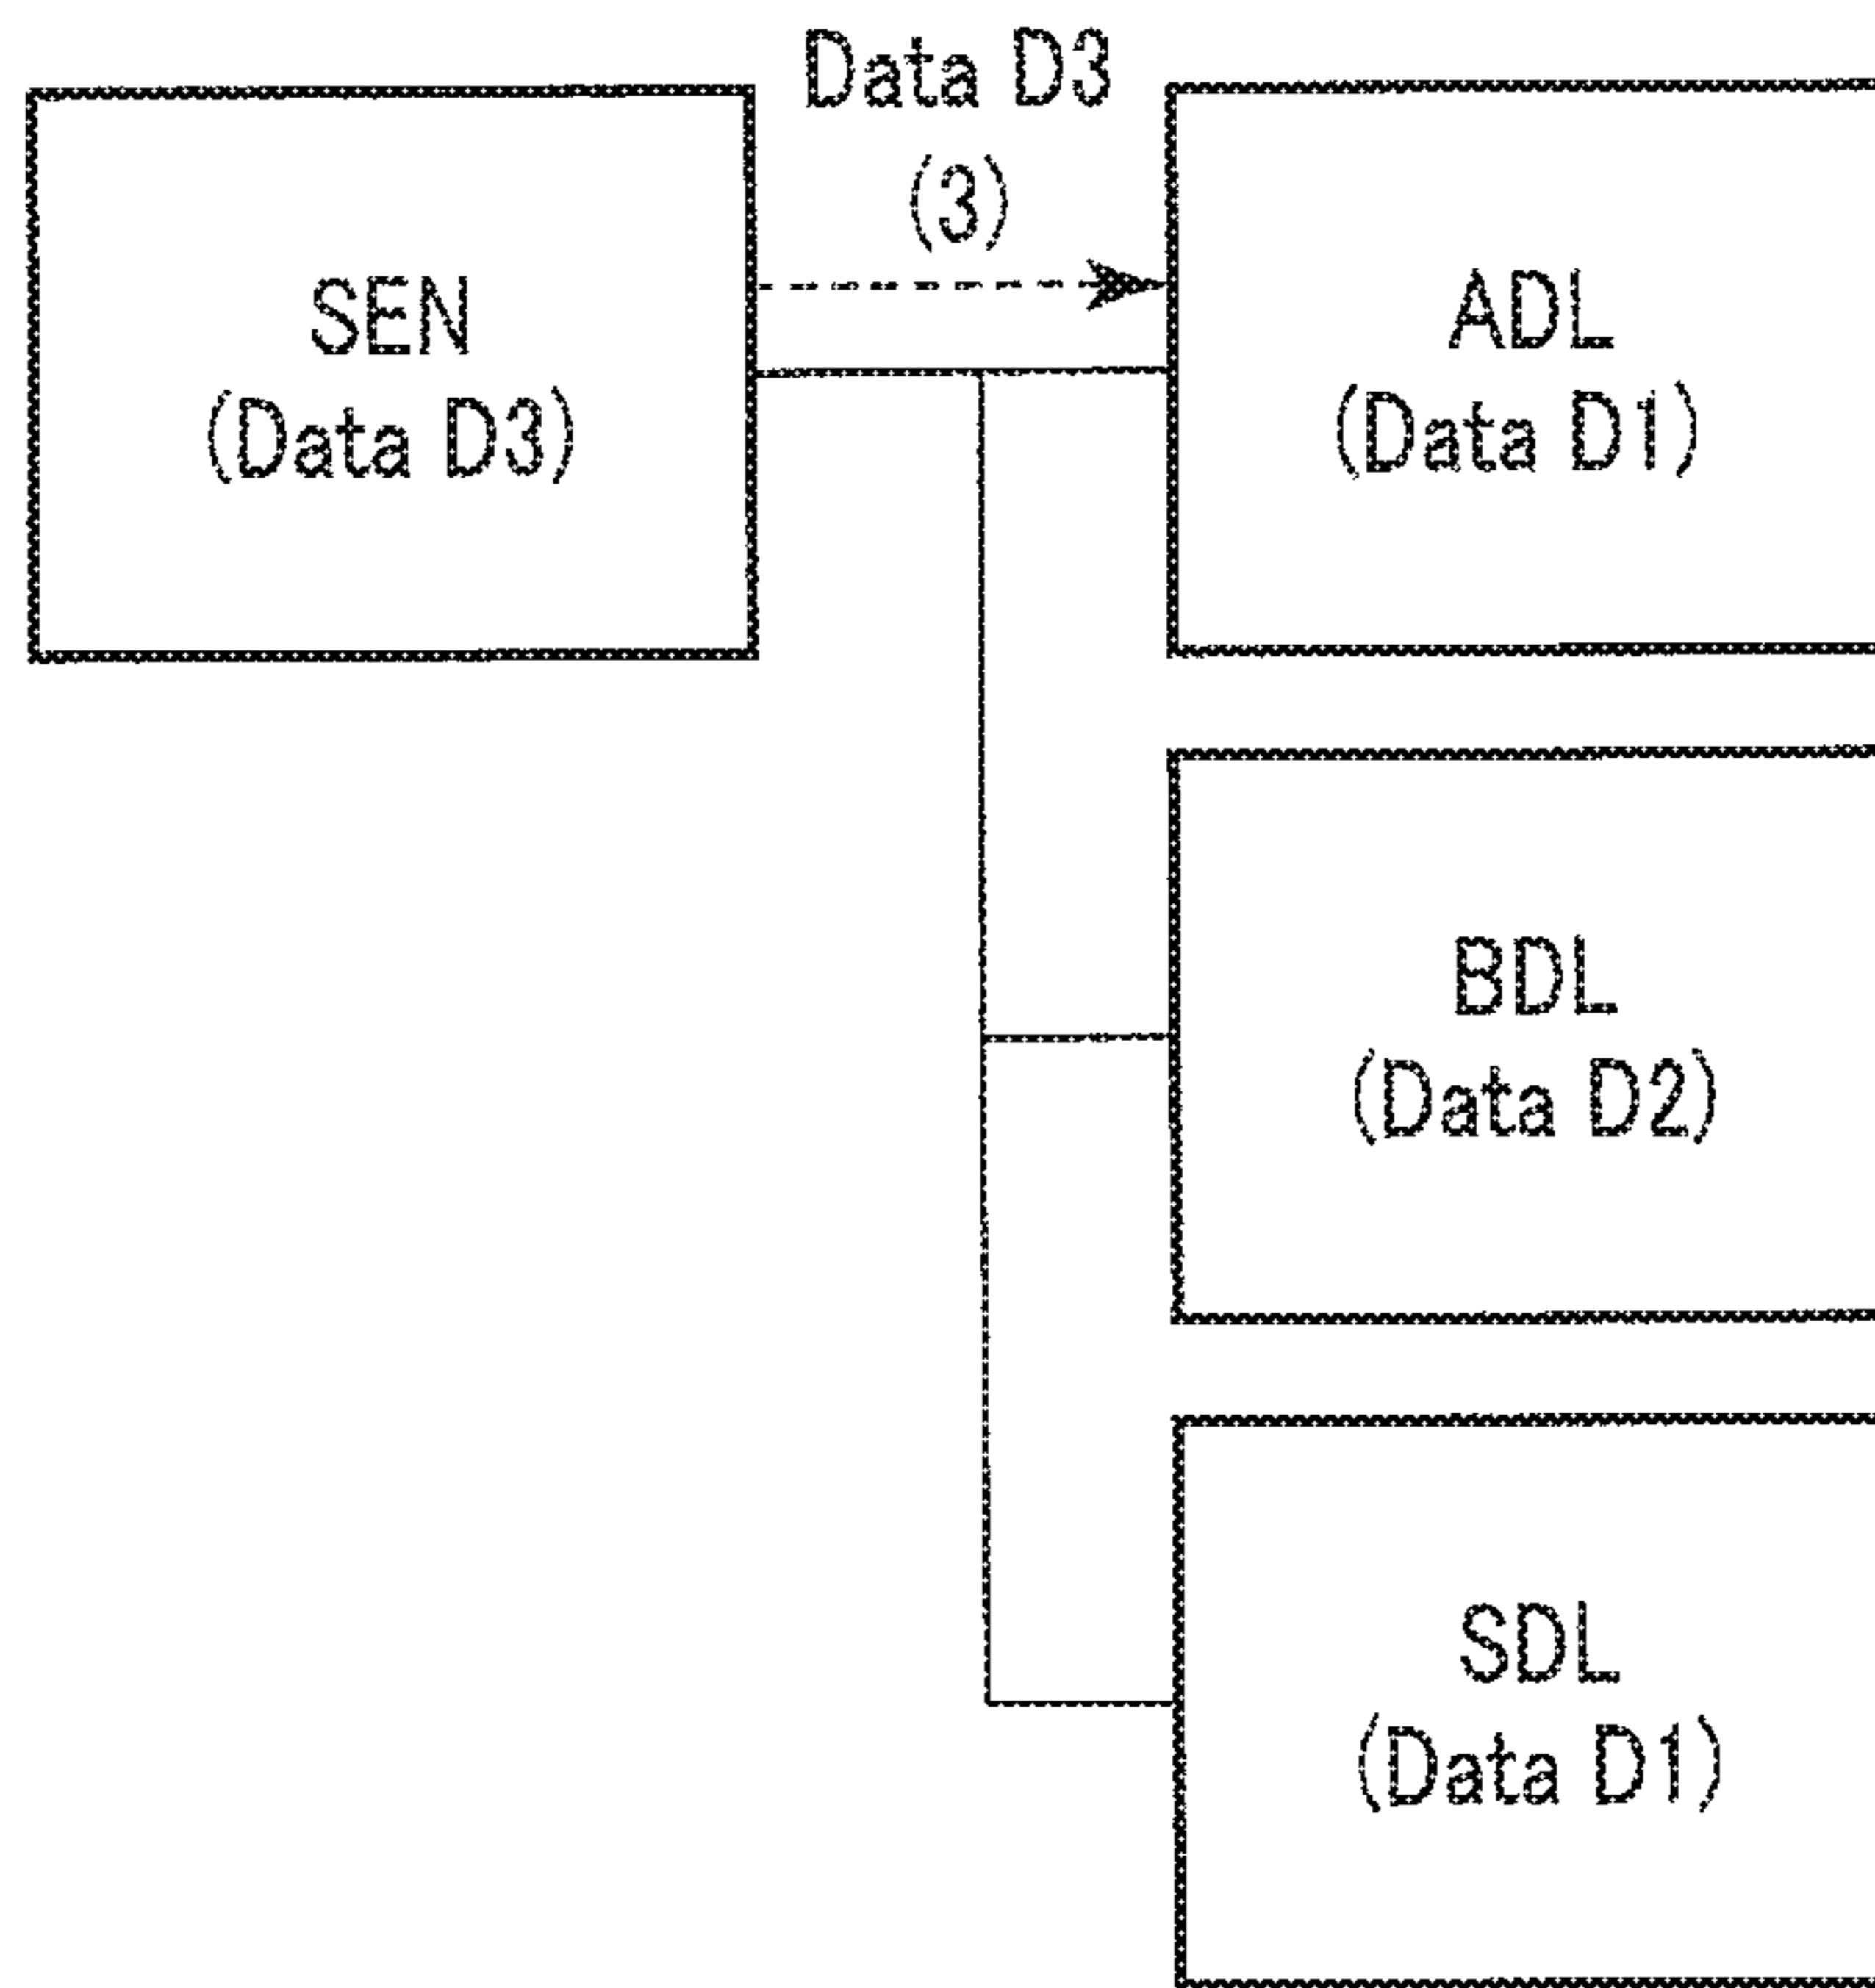 Data D3
(3)
SEN
(Data D3)
ADL
(Data D1)
BDL
(Data D2)
SDL
(Data D1)